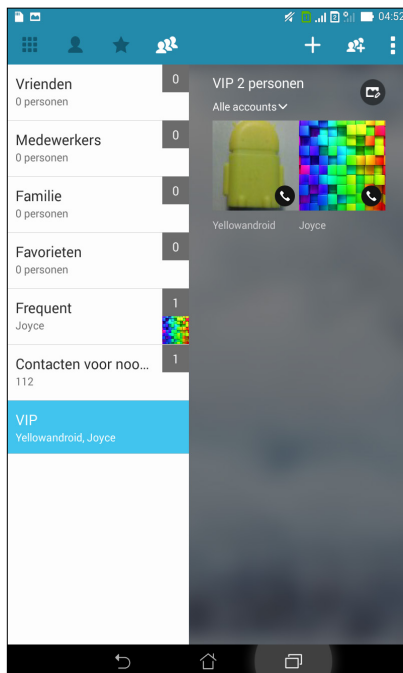 04:52
Vrienden
0
0 personen
Medewerkers
0
0 personen
Familie
0
0 personen
Favorieten
0
0 personen
Frequent
1
Joyce
Contacten voor noo...
1
112
VIP
Yellowandroid, Joyce
VIP 2 personen
Alle accounts
Yellowandroid
Joyce